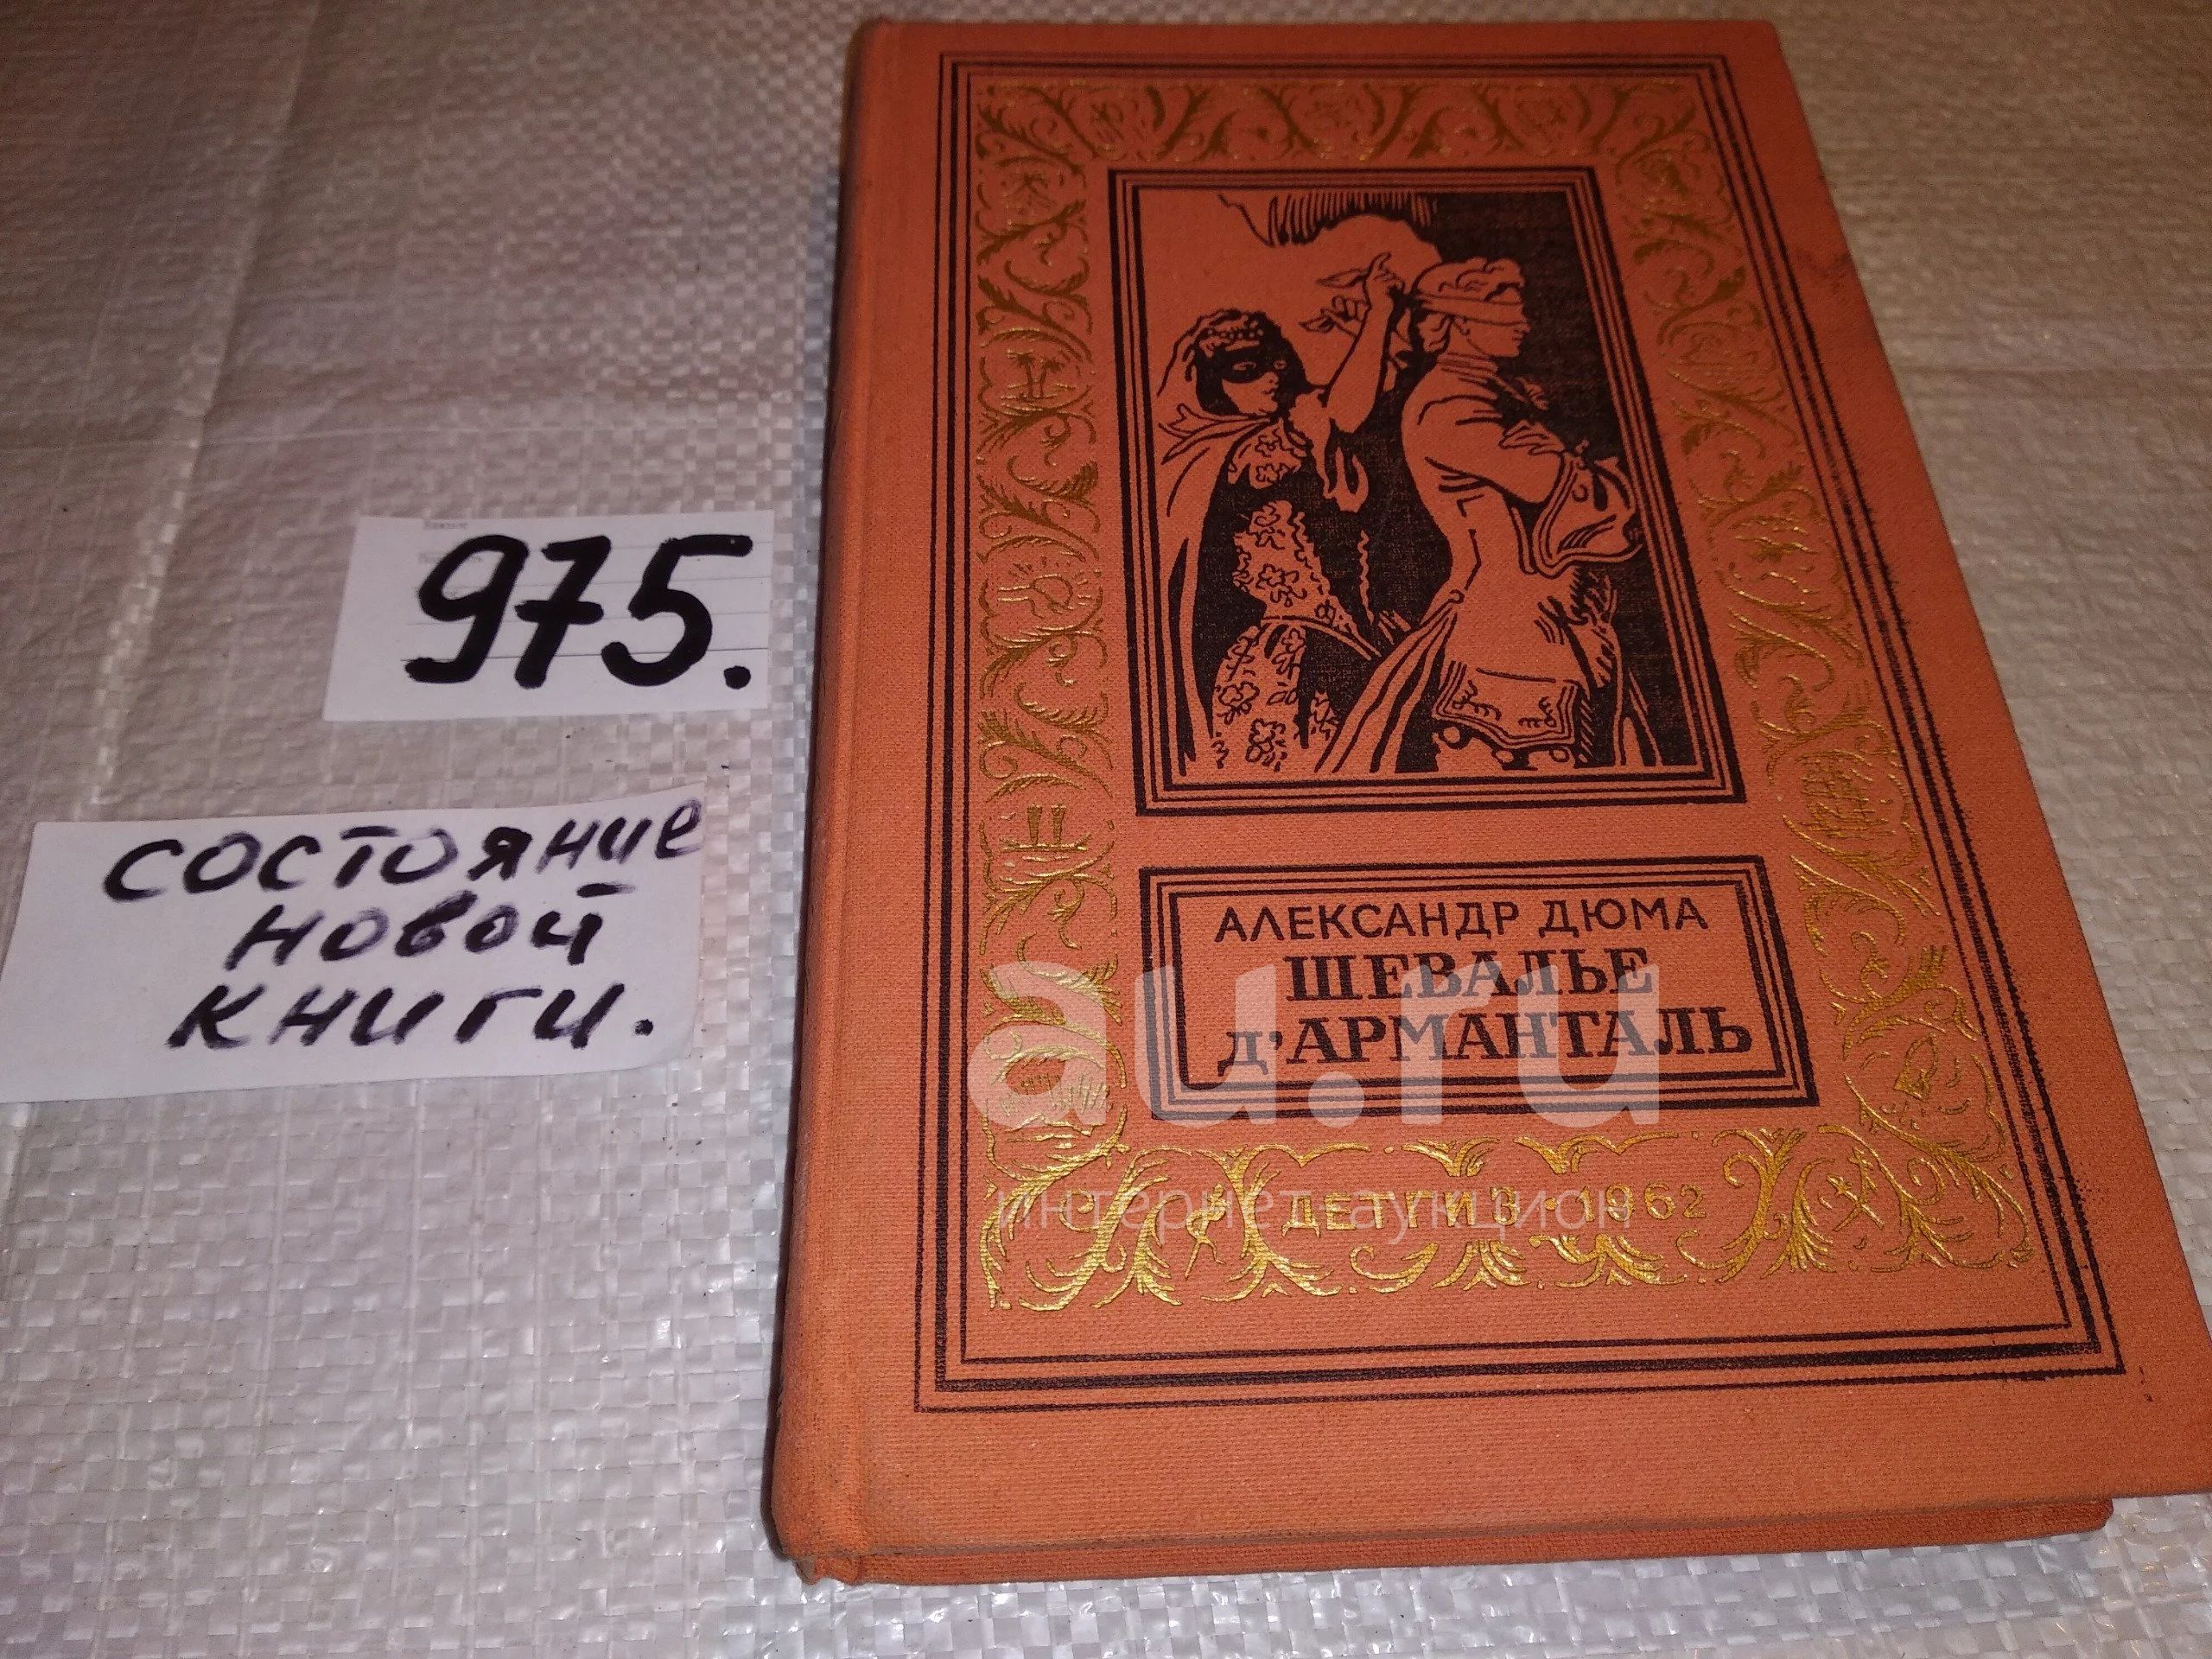 975.
состояние
новой
книги.
АЛЕКСАНДР ДЮМА
ШЕВАЛЬЕ
д'АРМАНТАЛЬ
au.ru
интернет-аукцион
ДЕТГИЗ·1962